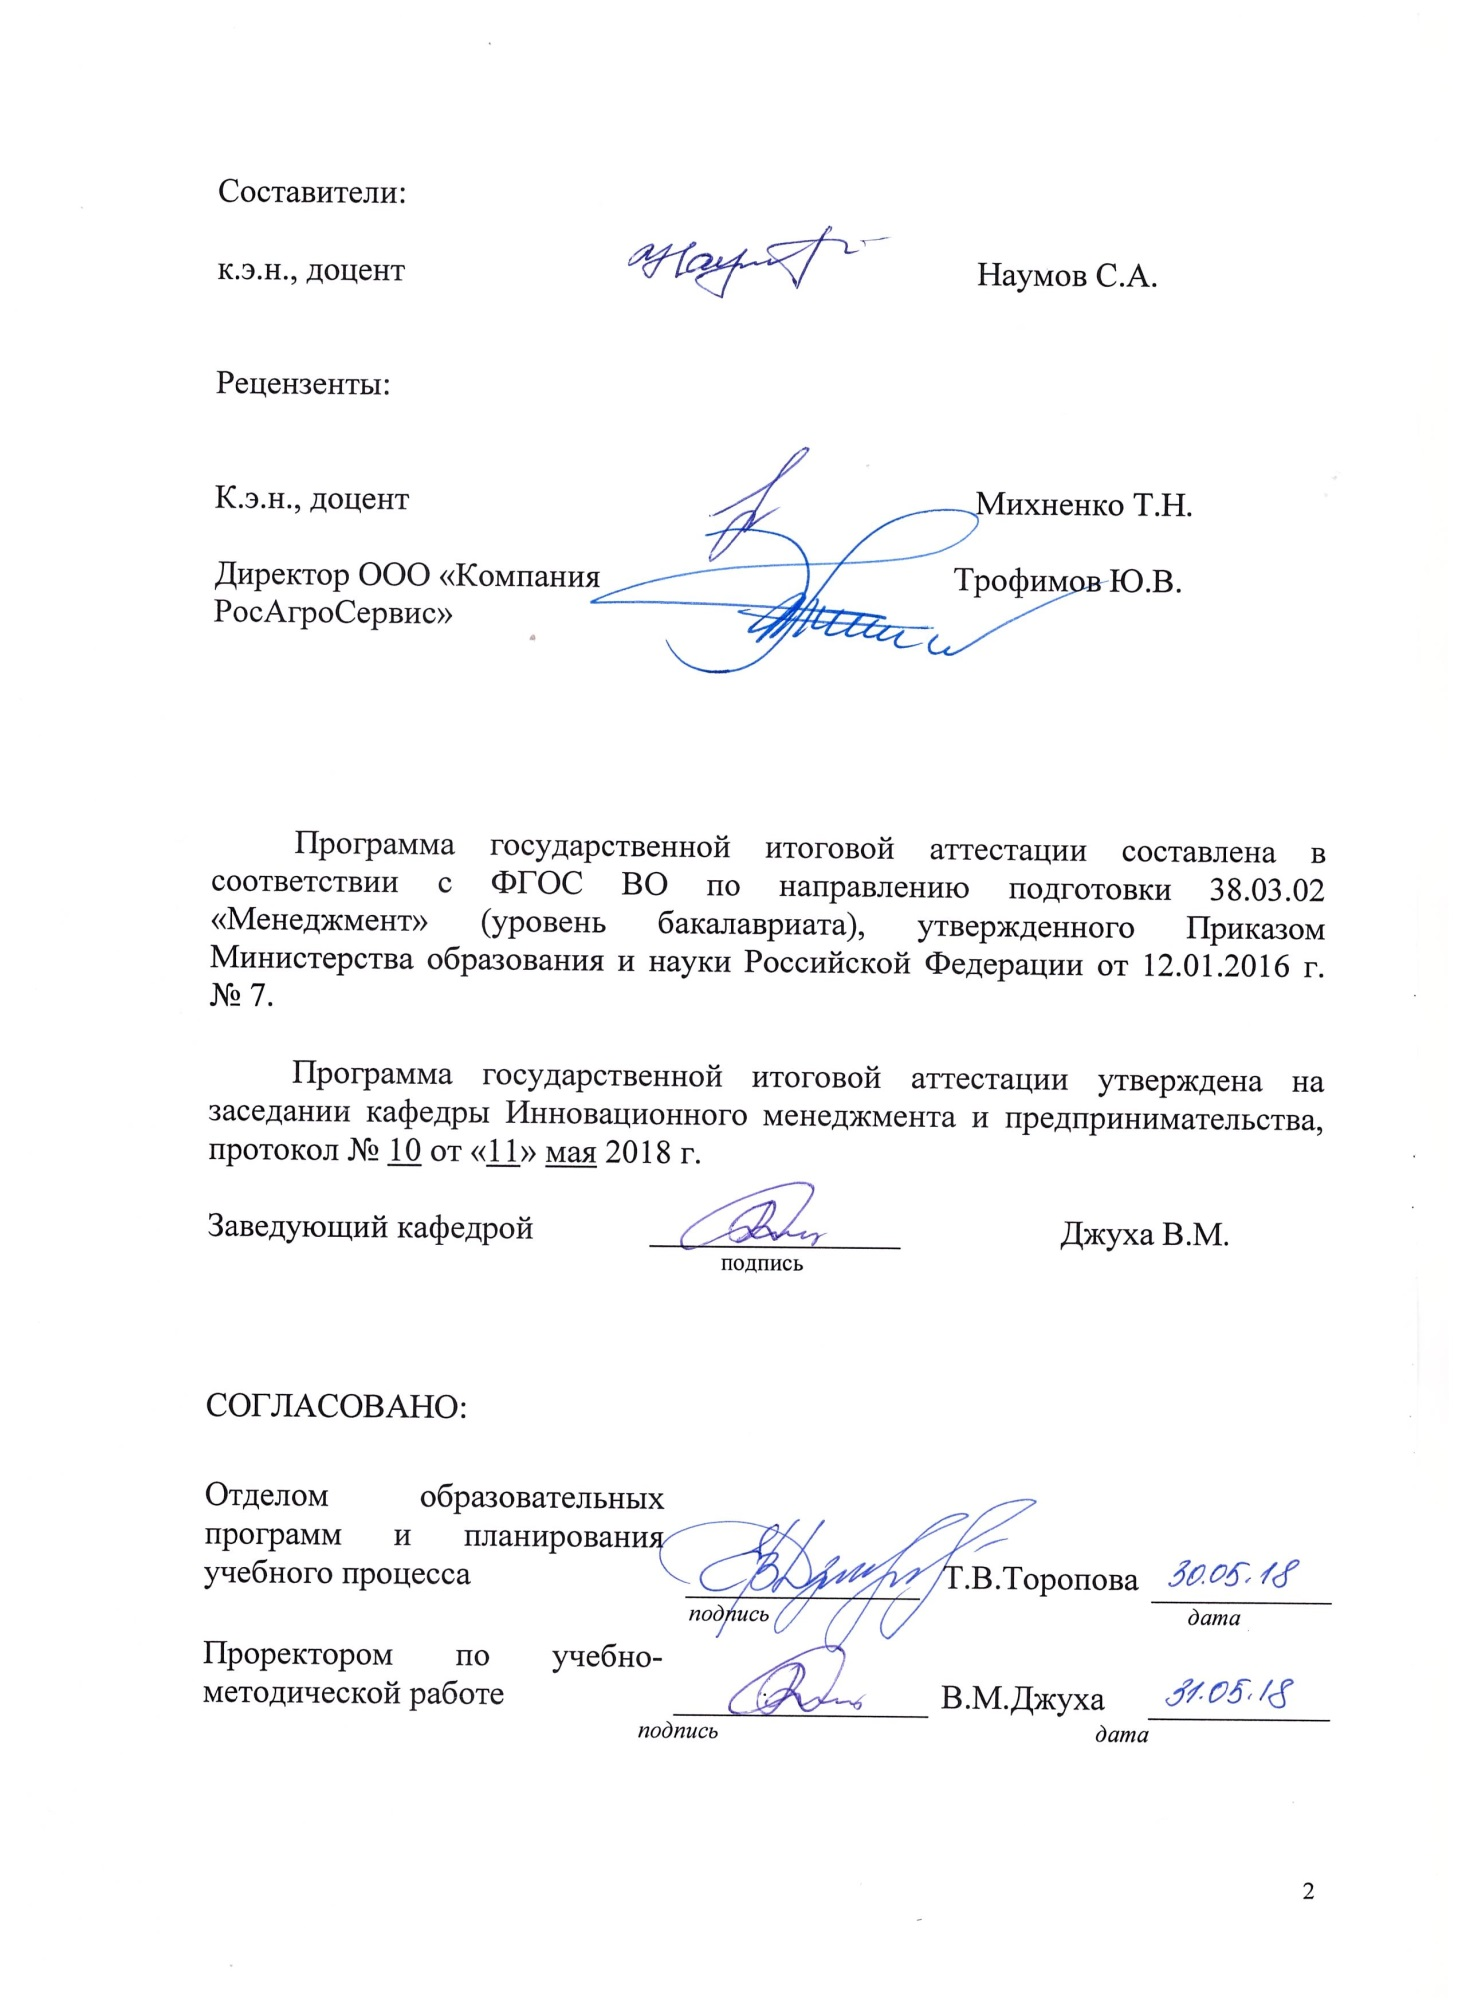 Составители:
к.э.н., доцент Наумов С.А.
Рецензенты:
К.э.н., доцент Михненко Т.Н.
Директор ООО «Компания Трофимов Ю.В.
РосАгроСервис»
Программа государственной итоговой аттестации составлена в
соответствии с ФГОС ВО по направлению подготовки 38.03.02
«Менеджмент» (уровень бакалавриата), утвержденного Приказом
Министерства образования и науки Российской Федерации от 12.01.2016 г.
№ 7.
Программа государственной итоговой аттестации утверждена на
заседании кафедры Инновационного менеджмента и предпринимательства,
протокол № 10 от «11» мая 2018 г.
Заведующий кафедрой Джуха В.М.
подпись
СОГЛАСОВАНО:
Отделом образовательных
программ и планирования
учебного процесса Т.В.Торопова 30.05.18
подпись дата
Проректором по учебно-
методической работе В.М.Джуха 31.05.18
подпись дата
2